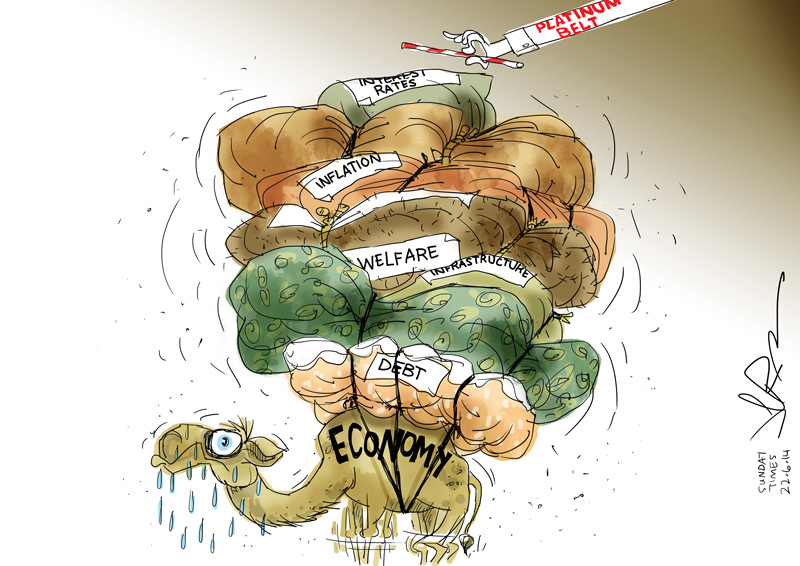 PLATINUM
BELT
INTEREST
RATES
INFLATION
WELFARE
INFRASTRUCTURE
DEBT
ECONOMY
SUNDAY
TIMES
22.6.14